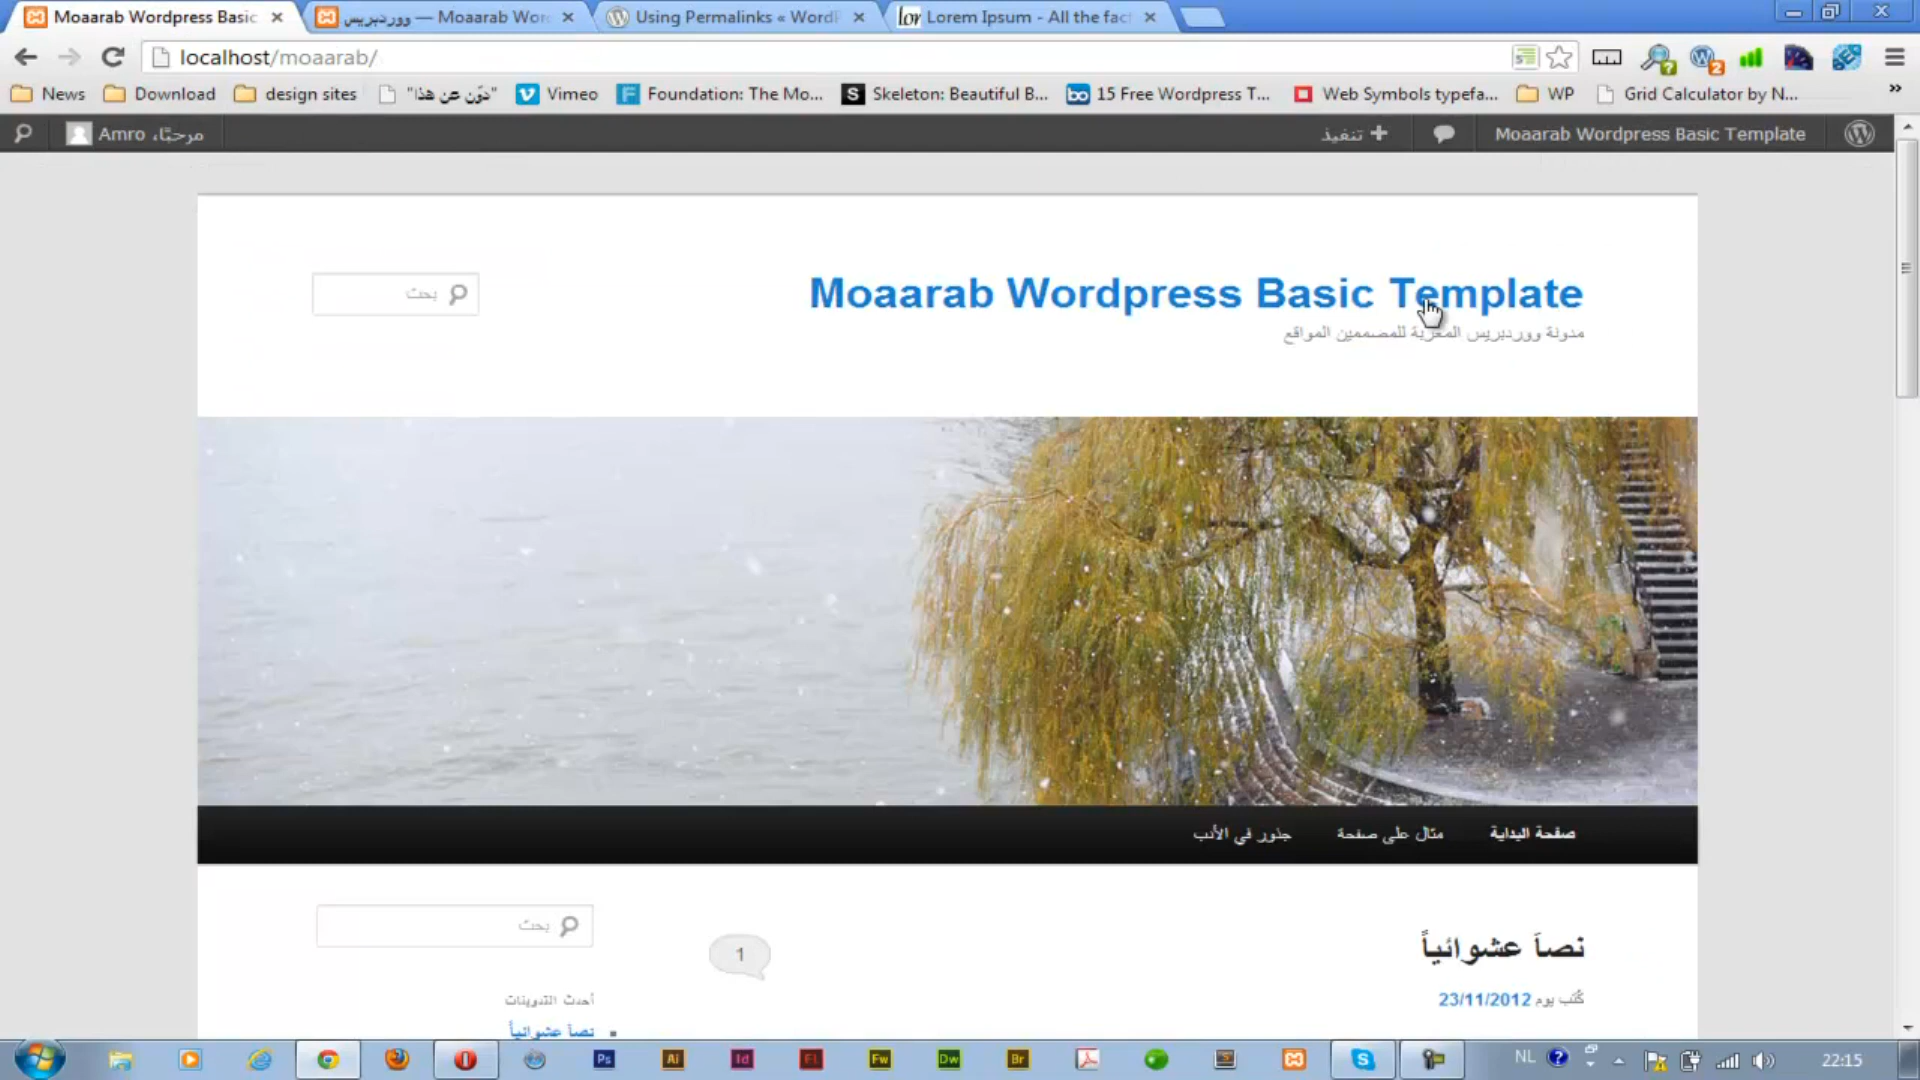 Moaarab Wordpress Basic
ووردبريس — Moaarab Wor
Using Permalinks « WordP
Lorem Ipsum - All the fac
localhost/moaarab/
News
Download
design sites
"دوّن عن هذا"
Vimeo
Foundation: The Mo...
Skeleton: Beautiful B...
15 Free Wordpress T...
Web Symbols typefa...
WP
Grid Calculator by N...
»
مرحبًا، Amro
+ تنفيذ
Moaarab Wordpress Basic Template
بحث
Moaarab Wordpress Basic Template
مدونة ووردبريس المعربة للمصممين المواقع
صفحة البداية
مثال على صفحة
جذور في الأدب
بحث
1
نصاً عشوائياً
كُتب يوم 23/11/2012
أحدث التدوينات
نصاً عشوائياً
NL
22:15